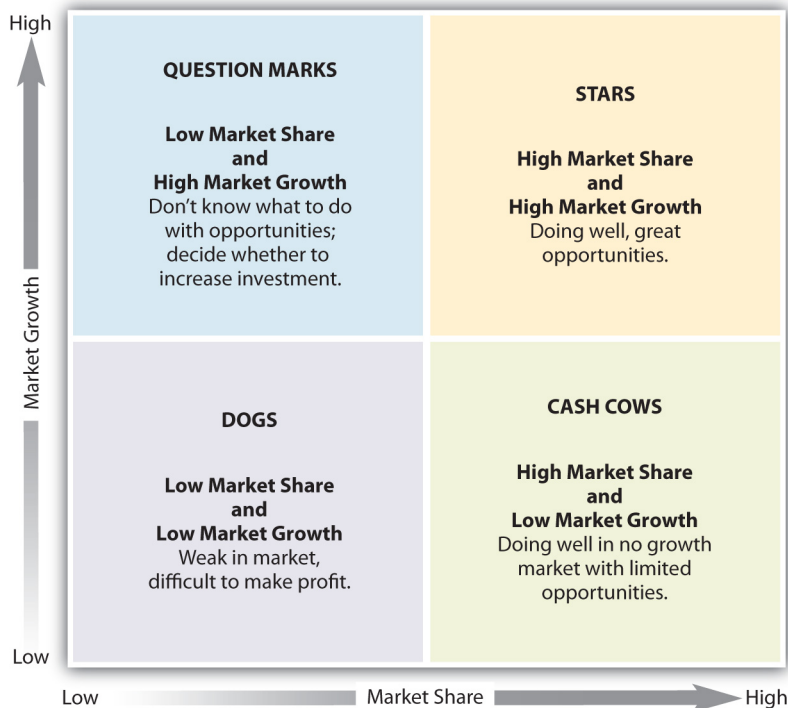 High
Market Growth
Low
QUESTION MARKS
Low Market Share
and
High Market Growth
Don't know what to do
with opportunities;
decide whether to
increase investment.
STARS
High Market Share
and
High Market Growth
Doing well, great
opportunities.
DOGS
Low Market Share
and
Low Market Growth
Weak in market,
difficult to make profit.
CASH COWS
High Market Share
and
Low Market Growth
Doing well in no growth
market with limited
opportunities.
Low
Market Share
High